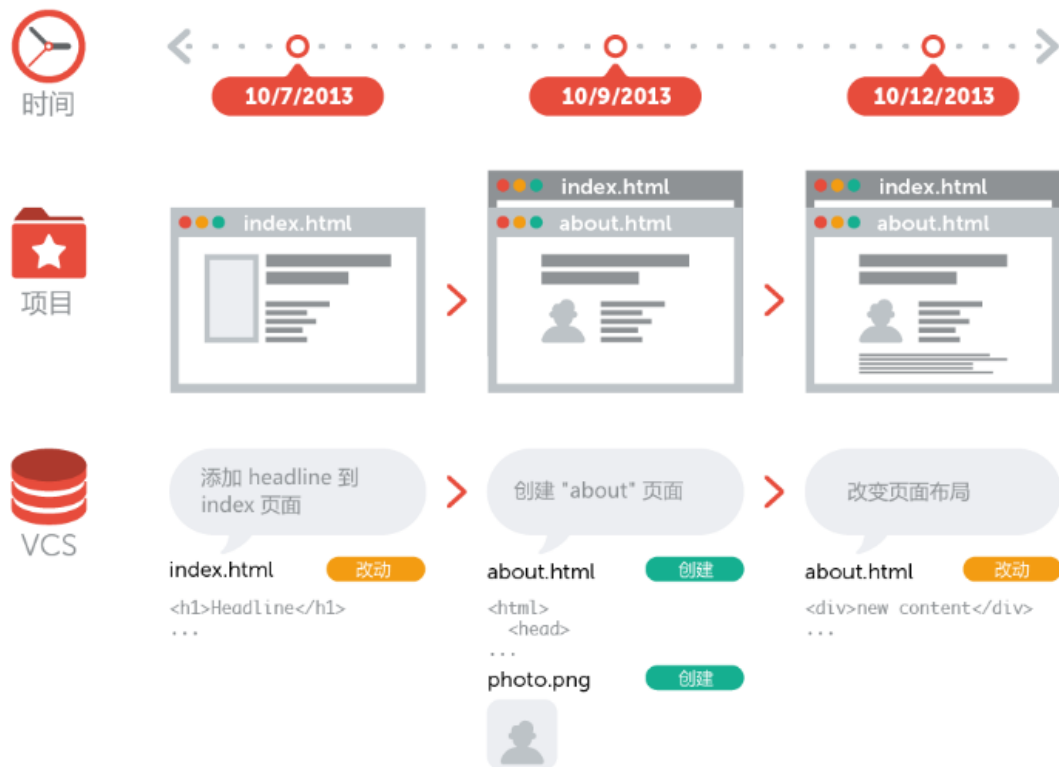 时间
10/7/2013
10/9/2013
10/12/2013
项目
index.html
index.html
about.html
index.html
about.html
VCS
添加 headline 到
index 页面
创建 "about" 页面
改变页面布局
index.html
改动
<h1>Headline</h1>
...
about.html
创建
<html>
<head>
...
photo.png
创建
about.html
改动
<div>new content</div>
...